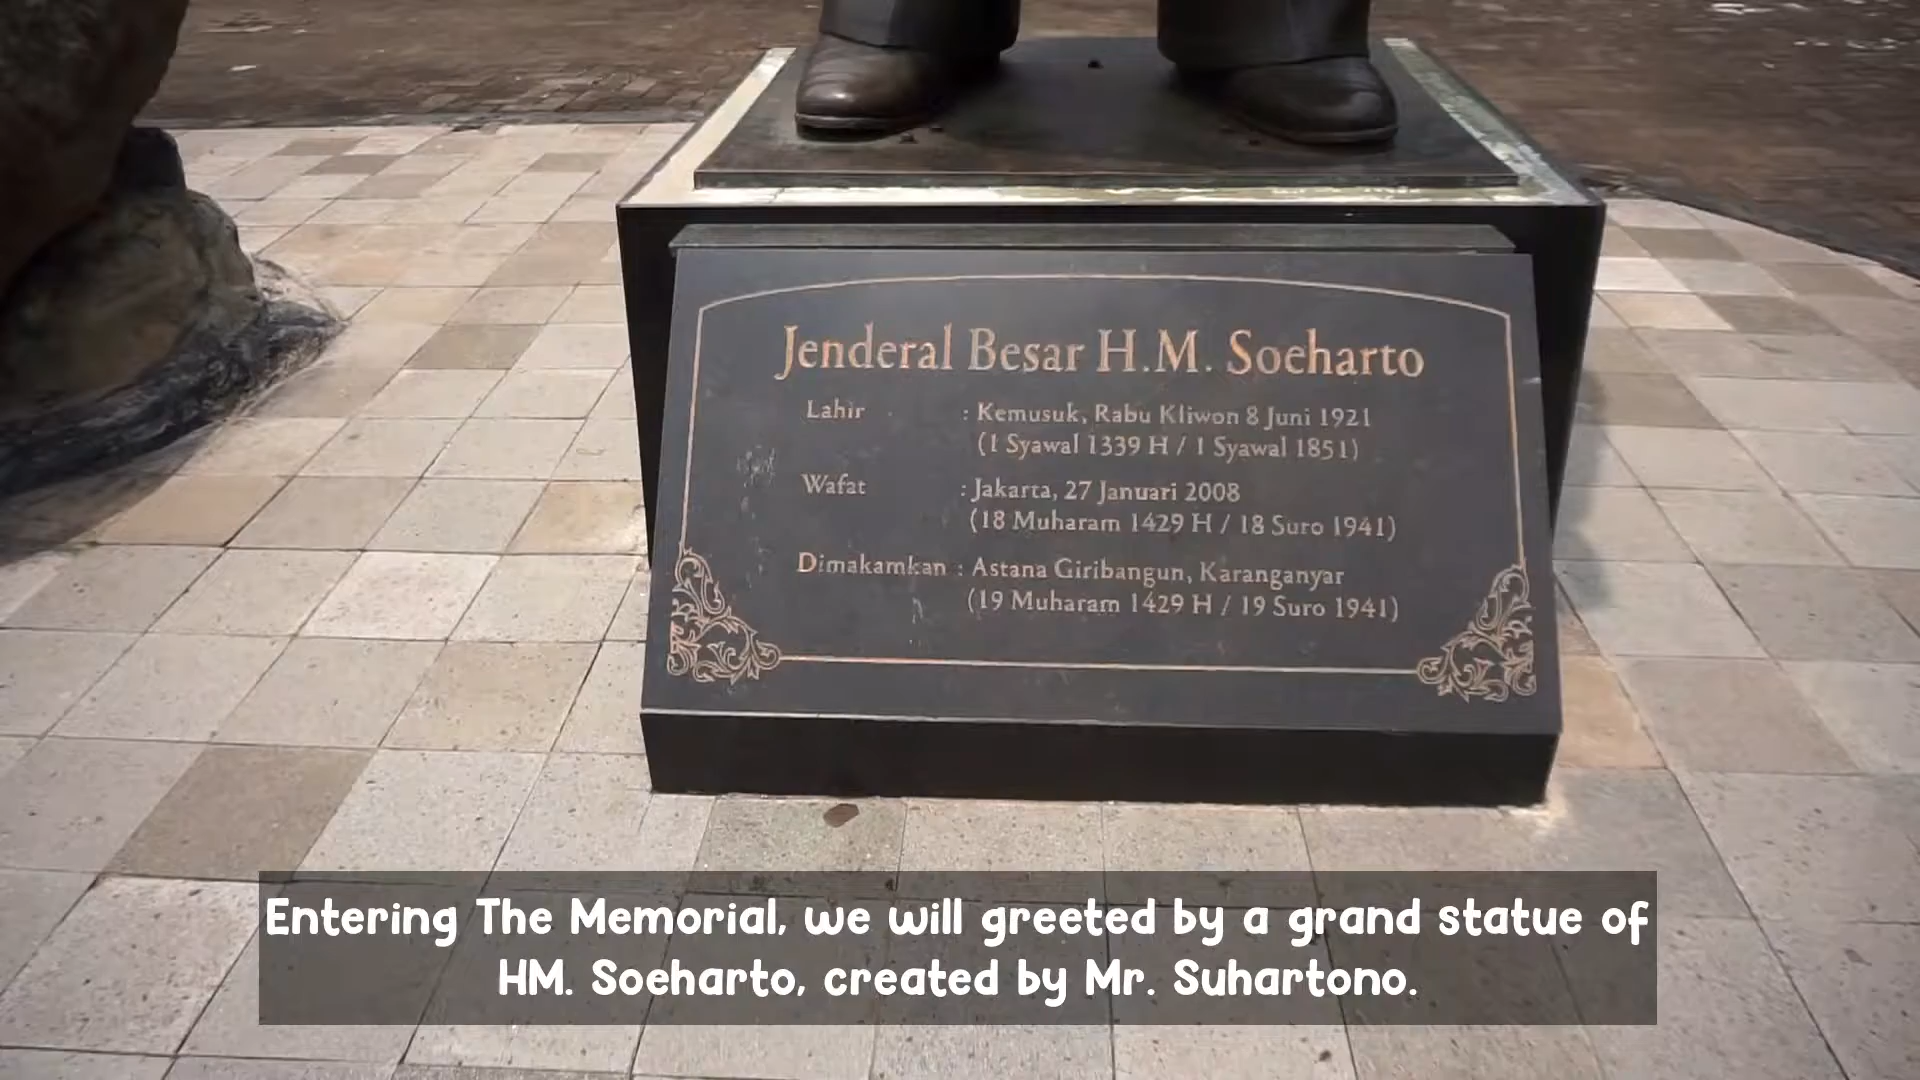 Jenderal Besar H.M. Soeharto
Lahir : Kemusuk, Rabu Kliwon 8 Juni 1921
(1 Syawal 1339 H / 1 Syawal 1851)
Wafat : Jakarta, 27 Januari 2008
(18 Muharam 1429 H / 18 Suro 1941)
Dimakamkan : Astana Giribangun, Karanganyar
(19 Muharam 1429 H / 19 Suro 1941)
Entering The Memorial, we will greeted by a grand statue of
HM. Soeharto, created by Mr. Suhartono.